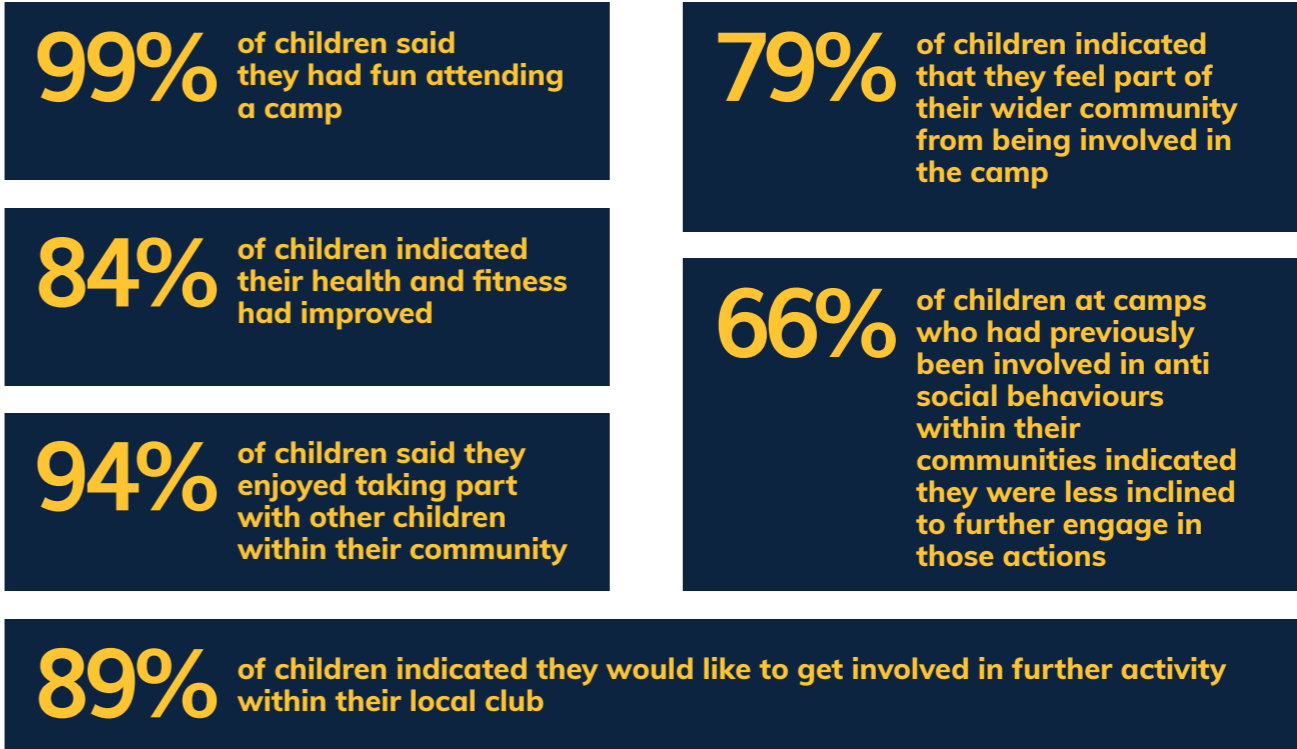 99%
of children said
they had fun attending
a camp
84%
of children indicated
their health and fitness
had improved
94%
of children said they
enjoyed taking part
with other children
within their community
79%
of children indicated
that they feel part of
their wider community
from being involved in
the camp
66%
of children at camps
who had previously
been involved in anti
social behaviours
within their
communities indicated
they were less inclined
to further engage in
those actions
89%
of children indicated they would like to get involved in further activity
within their local club